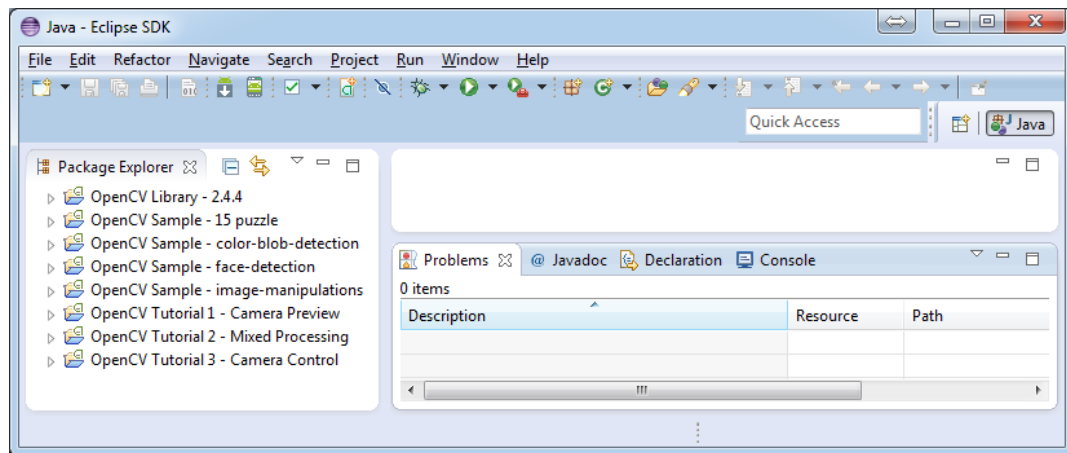 Java - Eclipse SDK
File Edit Refactor Navigate Search Project Run Window Help
Quick Access
Java
Package Explorer
OpenCV Library - 2.4.4
OpenCV Sample - 15 puzzle
OpenCV Sample - color-blob-detection
OpenCV Sample - face-detection
OpenCV Sample - image-manipulations
OpenCV Tutorial 1 - Camera Preview
OpenCV Tutorial 2 - Mixed Processing
OpenCV Tutorial 3 - Camera Control
Problems @ Javadoc Declaration Console
0 items
Description Resource Path